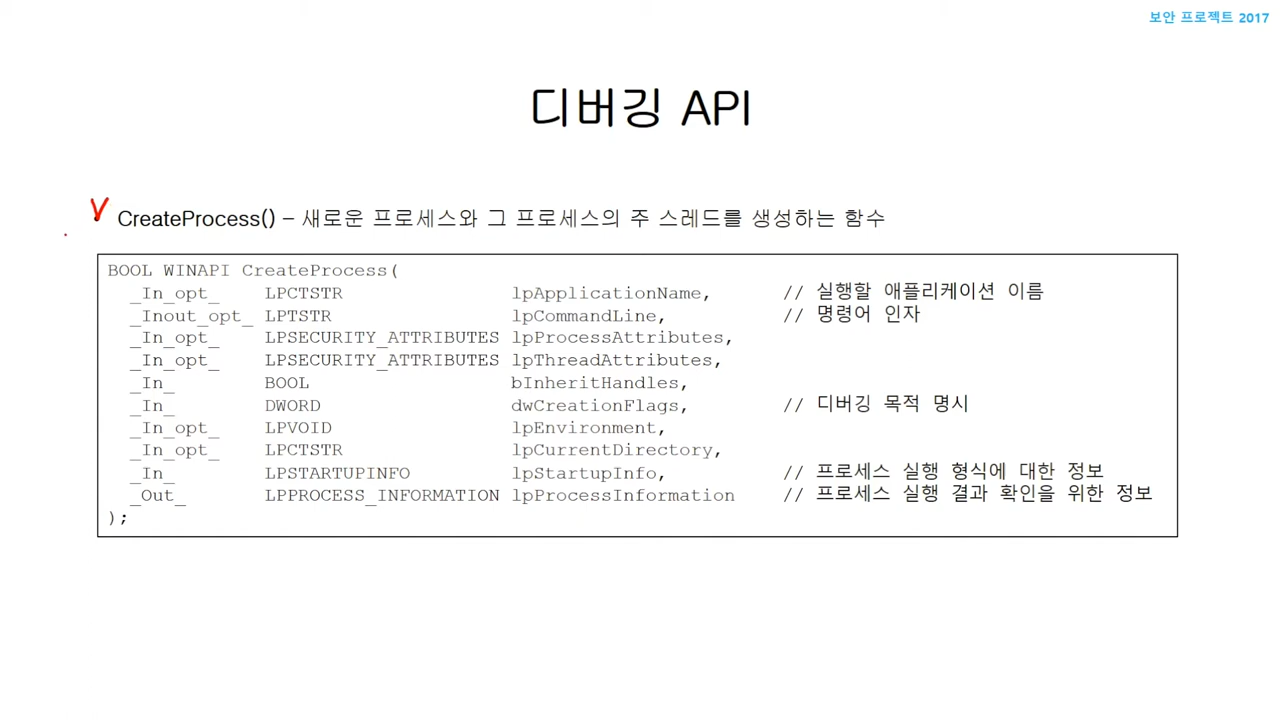 보안 프로젝트 2017
디버깅 API
CreateProcess() – 새로운 프로세스와 그 프로세스의 주 스레드를 생성하는 함수
BOOL WINAPI CreateProcess(
_In_opt_ LPCTSTR lpApplicationName, // 실행할 애플리케이션 이름
_Inout_opt_ LPTSTR lpCommandLine, // 명령어 인자
_In_opt_ LPSECURITY_ATTRIBUTES lpProcessAttributes,
_In_opt_ LPSECURITY_ATTRIBUTES lpThreadAttributes,
_In_ BOOL bInheritHandles,
_In_ DWORD dwCreationFlags, // 디버깅 목적 명시
_In_opt_ LPVOID lpEnvironment,
_In_opt_ LPCTSTR lpCurrentDirectory,
_In_ LPSTARTUPINFO lpStartupInfo, // 프로세스 실행 형식에 대한 정보
_Out_ LPPROCESS_INFORMATION lpProcessInformation // 프로세스 실행 결과 확인을 위한 정보
);